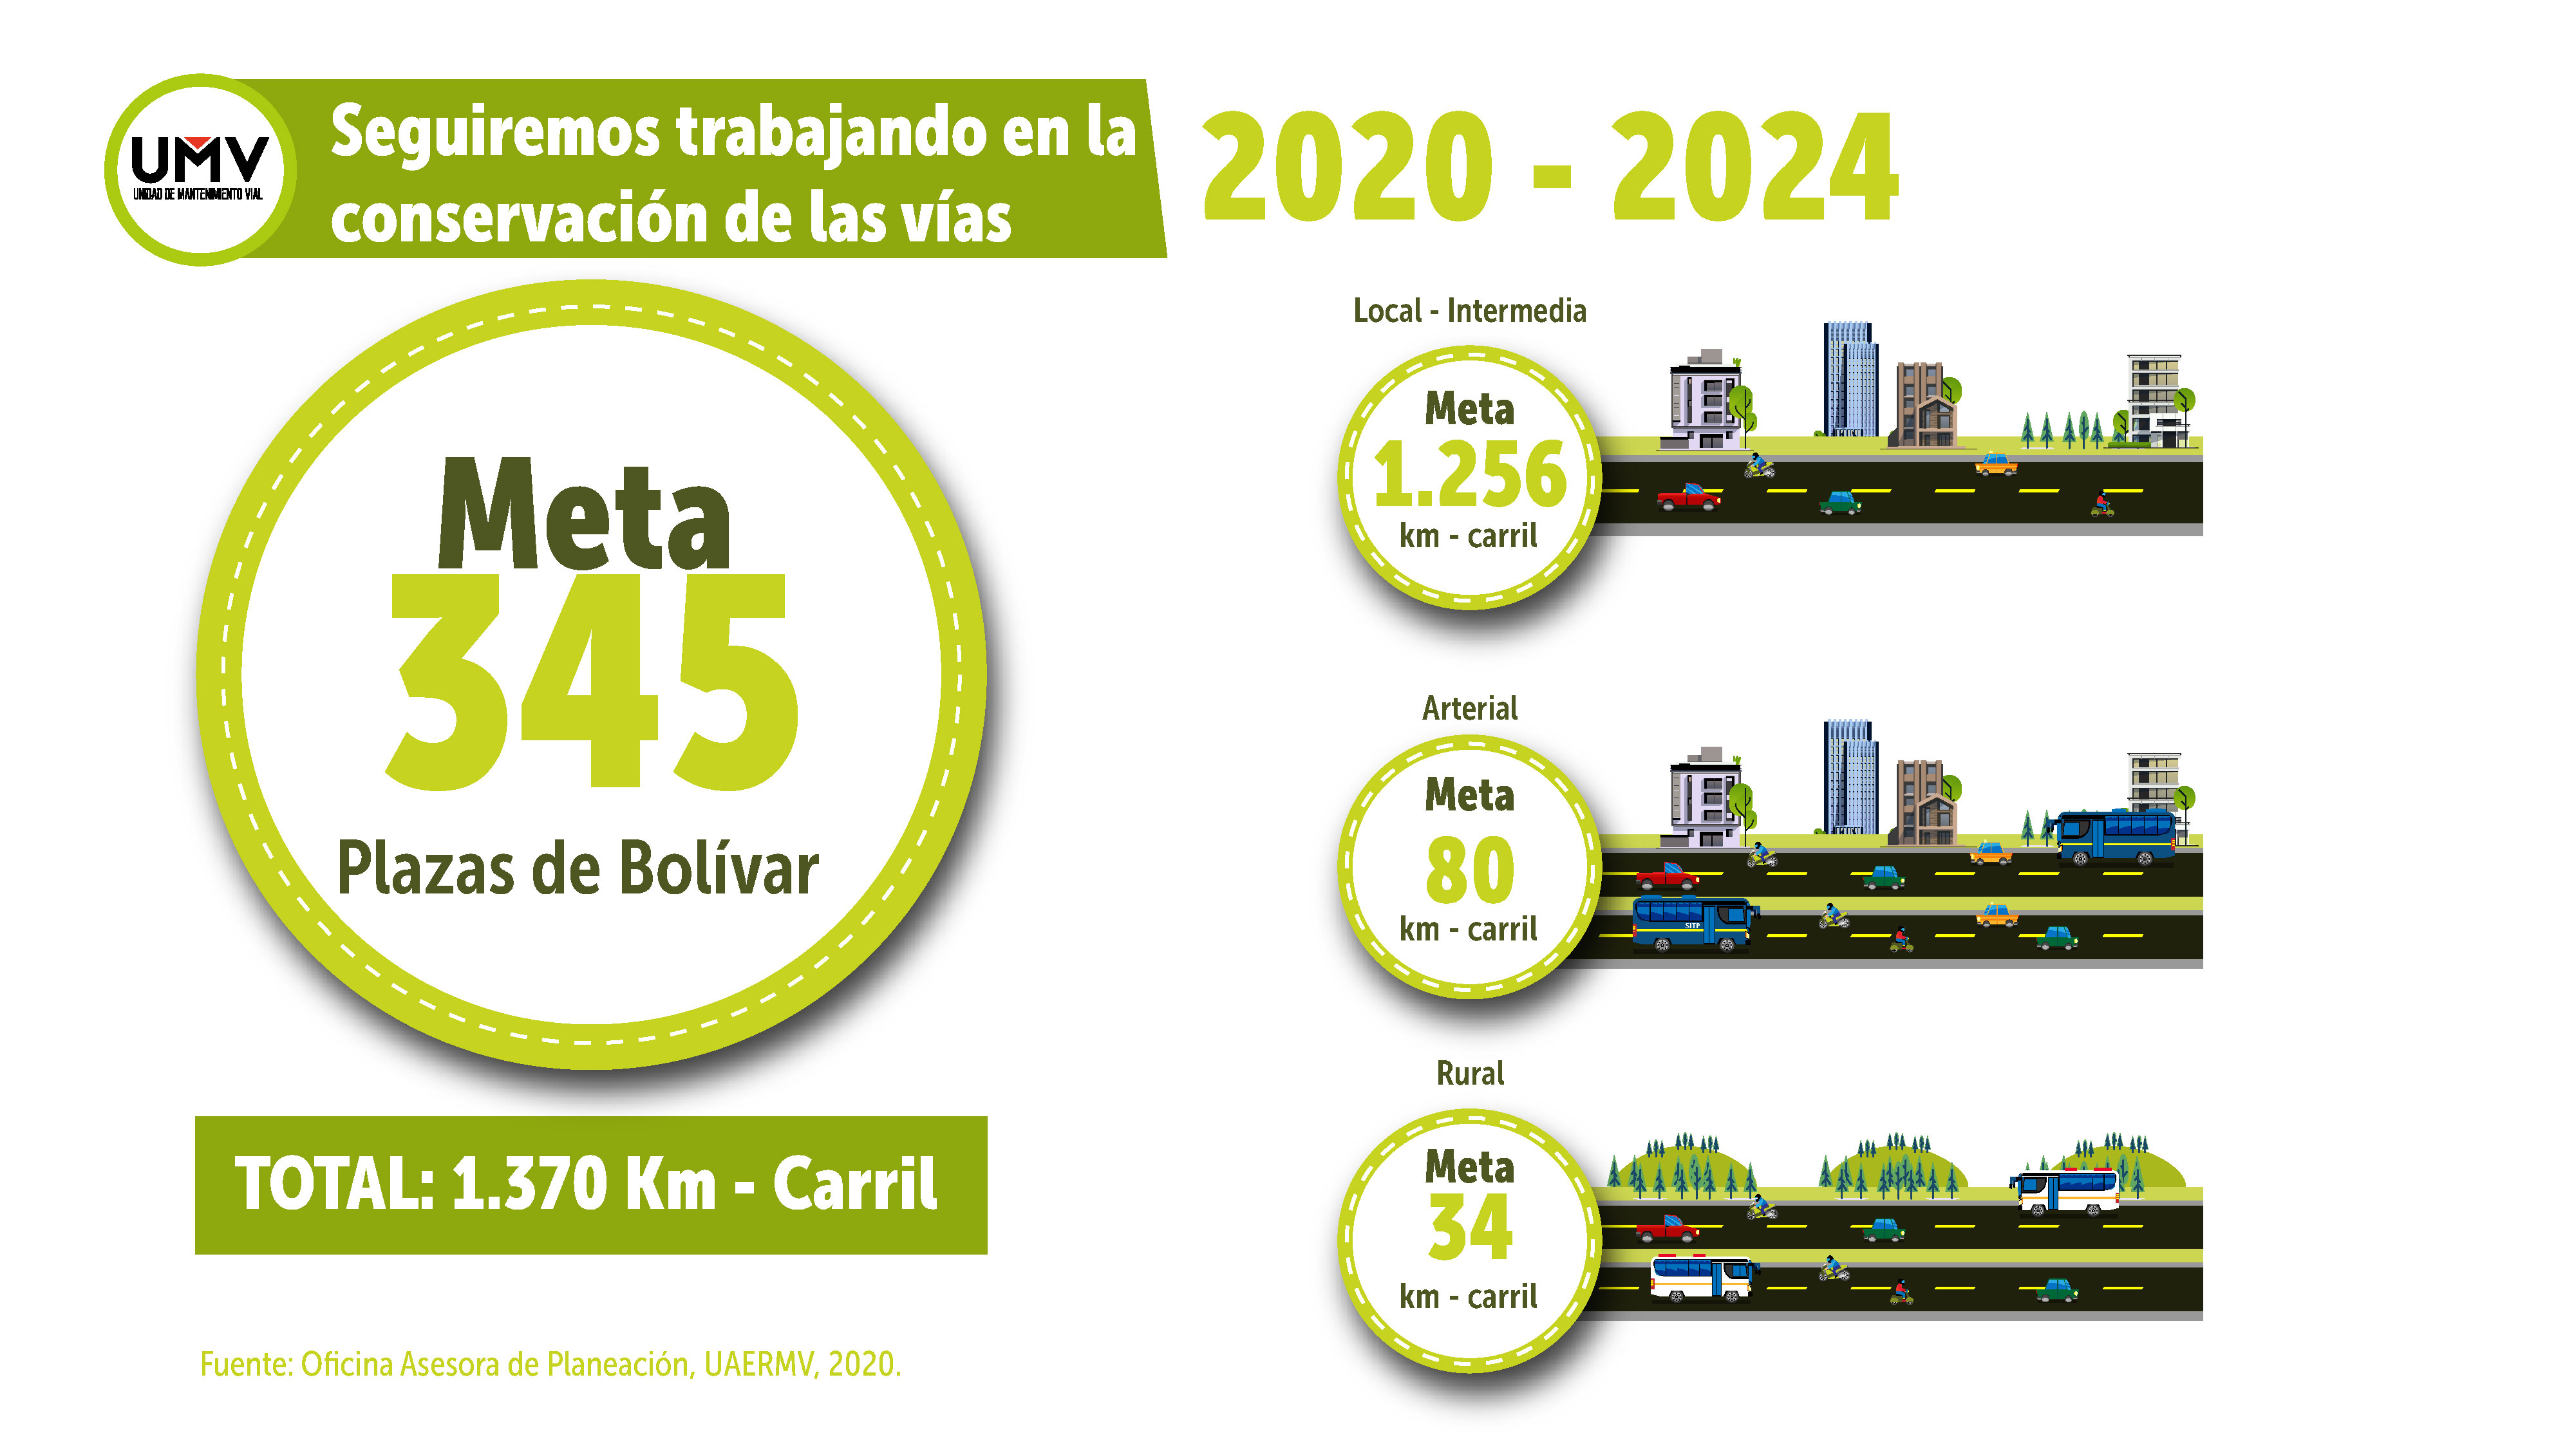 UMV
UNIDAD DE MANTENIMIENTO VIAL
Seguiremos trabajando en la
conservación de las vías
2020 - 2024
Meta
345
Plazas de Bolívar
TOTAL: 1.370 Km - Carril
Fuente: Oficina Asesora de Planeación, UAERMV, 2020.
Local - Intermedia
Meta
1.256
km - carril
Arterial
Meta
80
km - carril
SITP
Rural
Meta
34
km - carril